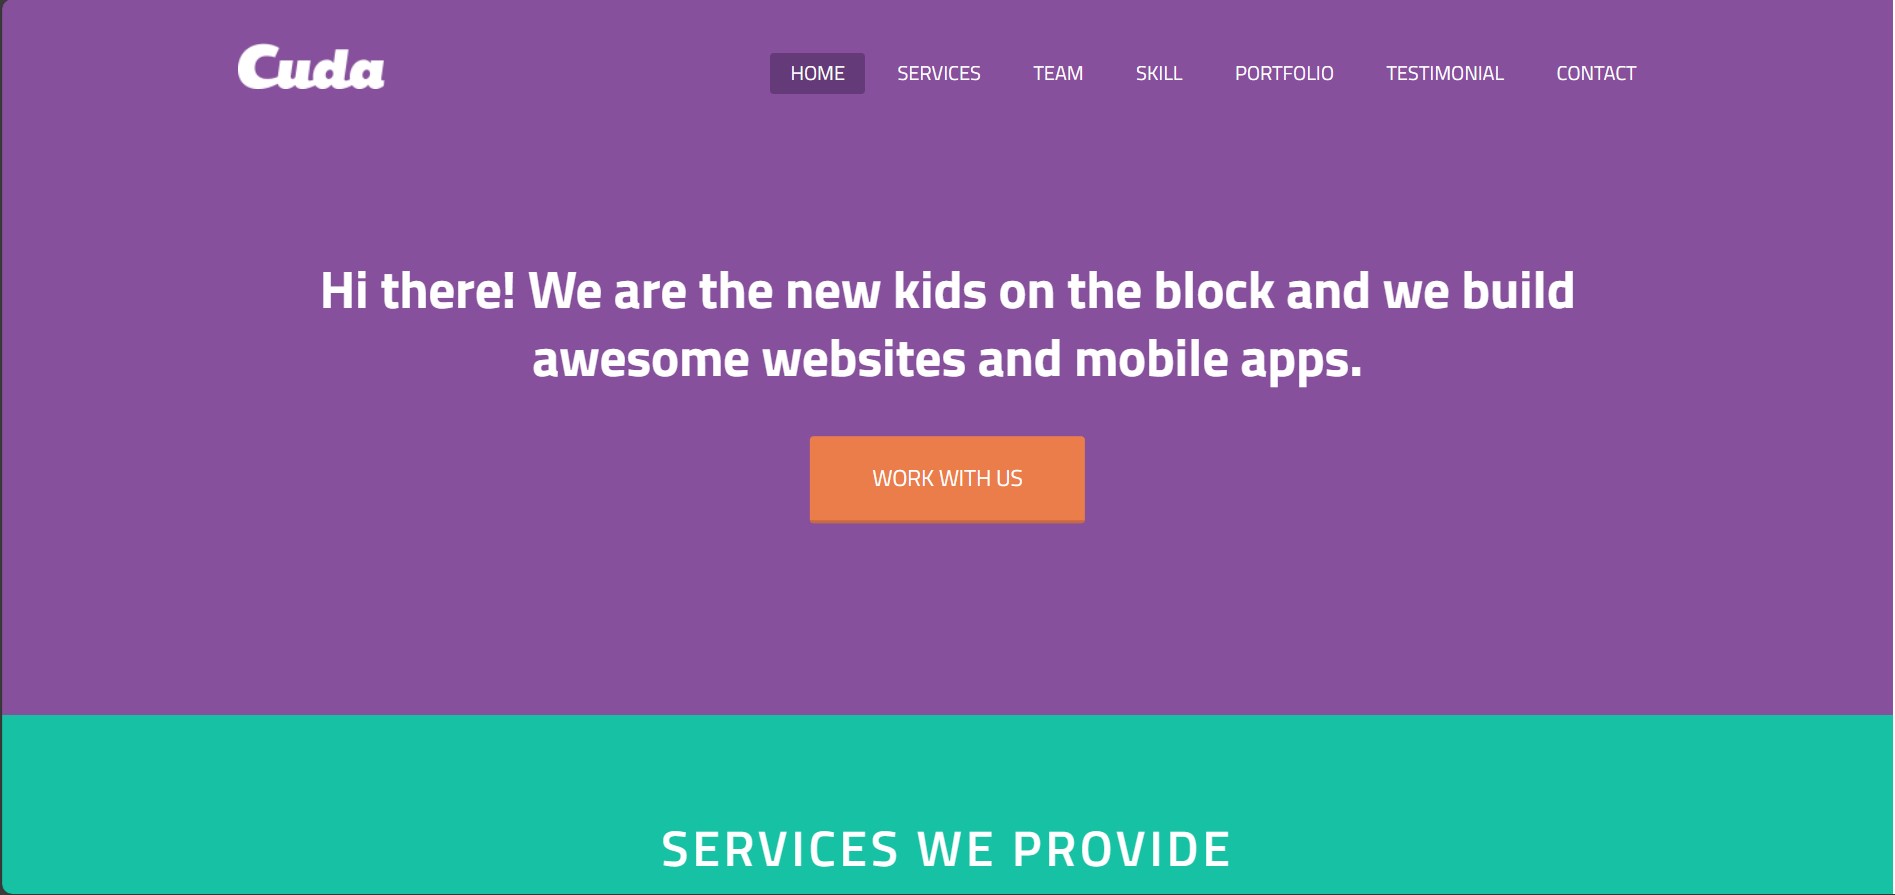 Cuda
HOME SERVICES TEAM SKILL PORTFOLIO TESTIMONIAL CONTACT
Hi there! We are the new kids on the block and we build
awesome websites and mobile apps.
WORK WITH US
SERVICES WE PROVIDE